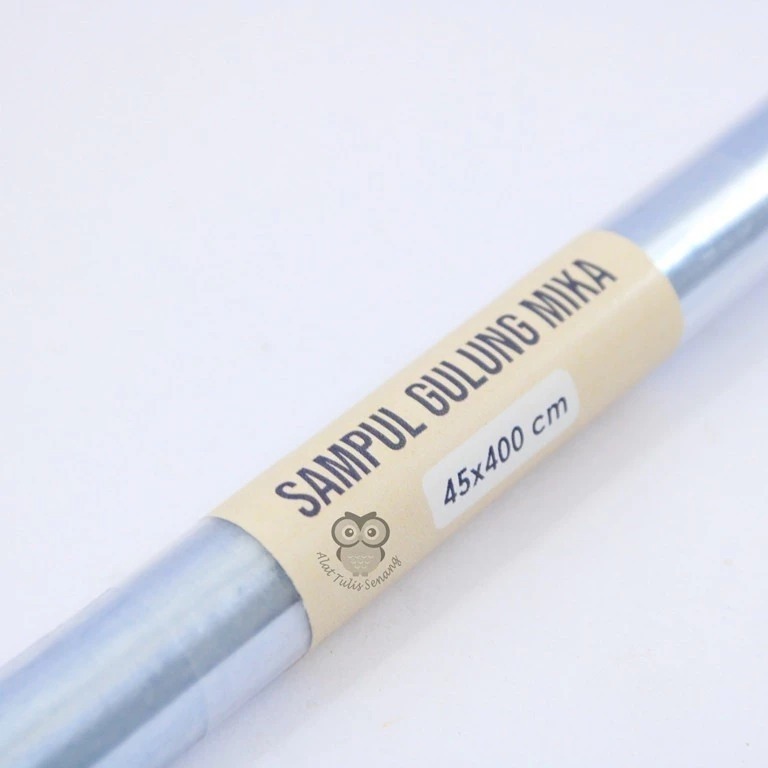 SAMPUL GULUNG MIKA
45x400 cm
Alat Tulis Senang